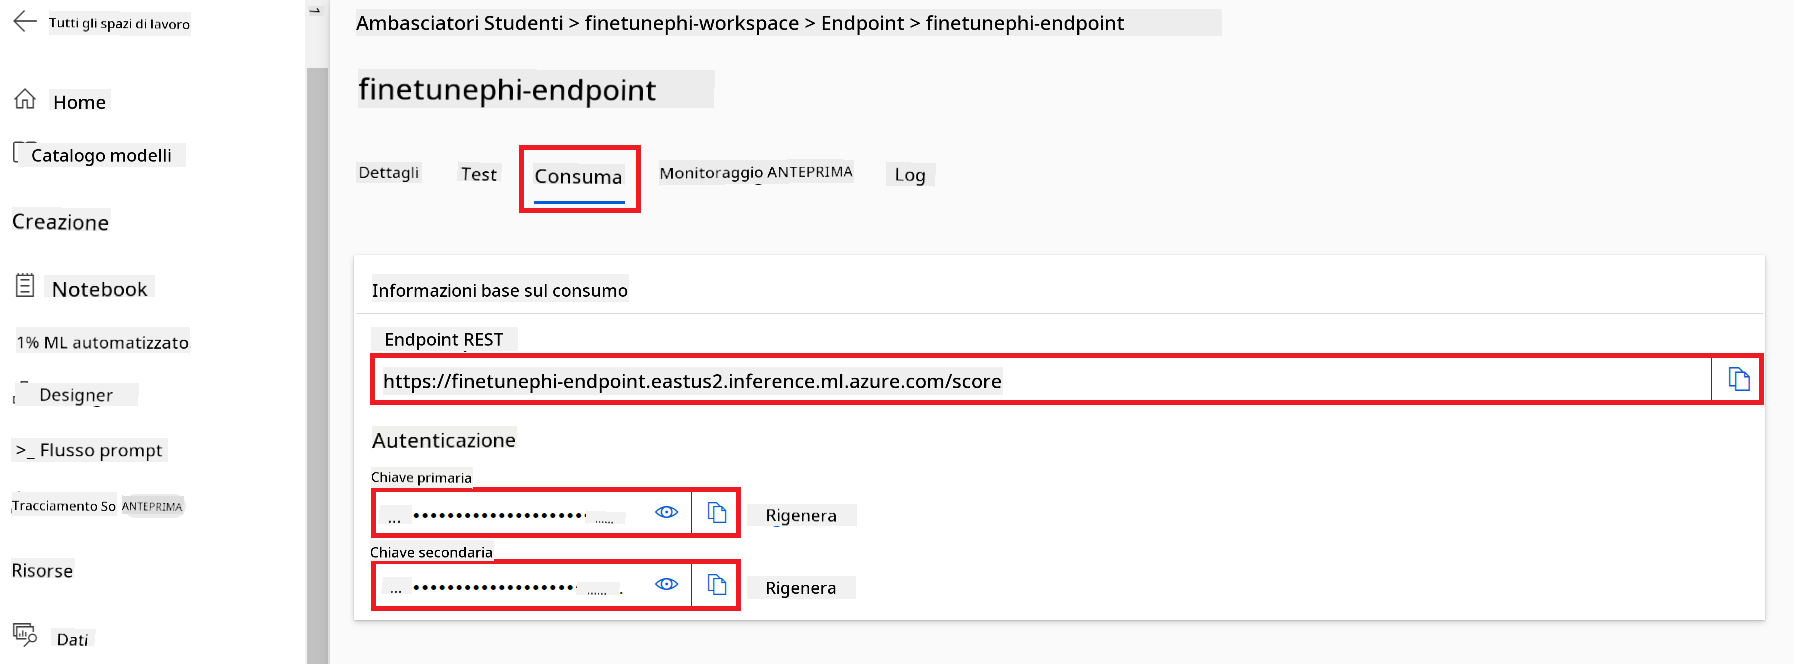 Tutti gli spazi di lavoro
Home
Catalogo modelli
Creazione
Notebook
1% ML automatizzato
Designer
>_ Flusso prompt
Tracciamento So ANTEPRIMA
Risorse
Dati
Ambasciatori Studenti > finetunephi-workspace > Endpoint > finetunephi-endpoint
finetunephi-endpoint
Dettagli Test Consuma Monitoraggio ANTEPRIMA Log
Informazioni base sul consumo
Endpoint REST
https://finetunephi-endpoint.eastus2.inference.ml.azure.com/score
Autenticazione
Chiave primaria
Rigenera
Chiave secondaria
Rigenera